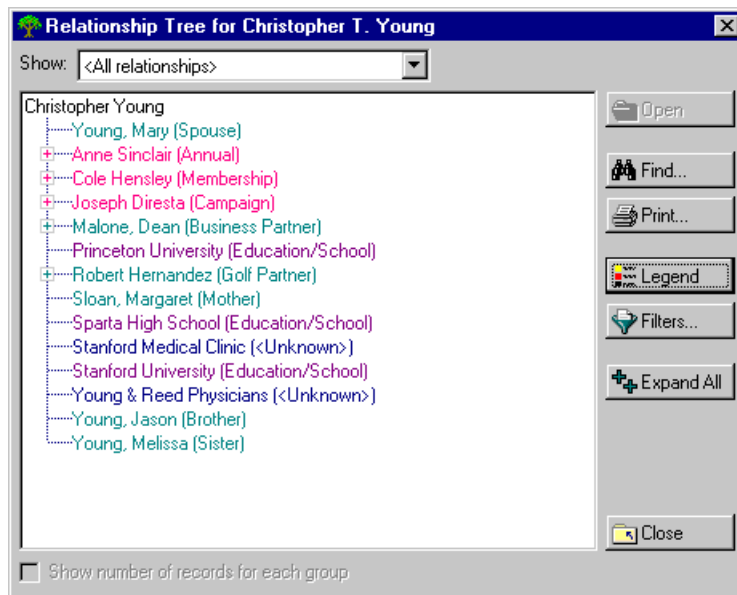 Relationship Tree for Christopher T. Young
Show: <All relationships>
Christopher Young
Young, Mary (Spouse)
Anne Sinclair (Annual)
Cole Hensley (Membership)
Joseph Diresta (Campaign)
Malone, Dean (Business Partner)
Princeton University (Education/School)
Robert Hernandez (Golf Partner)
Sloan, Margaret (Mother)
Sparta High School (Education/School)
Stanford Medical Clinic (<Unknown>)
Stanford University (Education/School)
Young & Reed Physicians (<Unknown>)
Young, Jason (Brother)
Young, Melissa (Sister)
Open
Find...
Print...
Legend
Filters...
Expand All
Close
Show number of records for each group